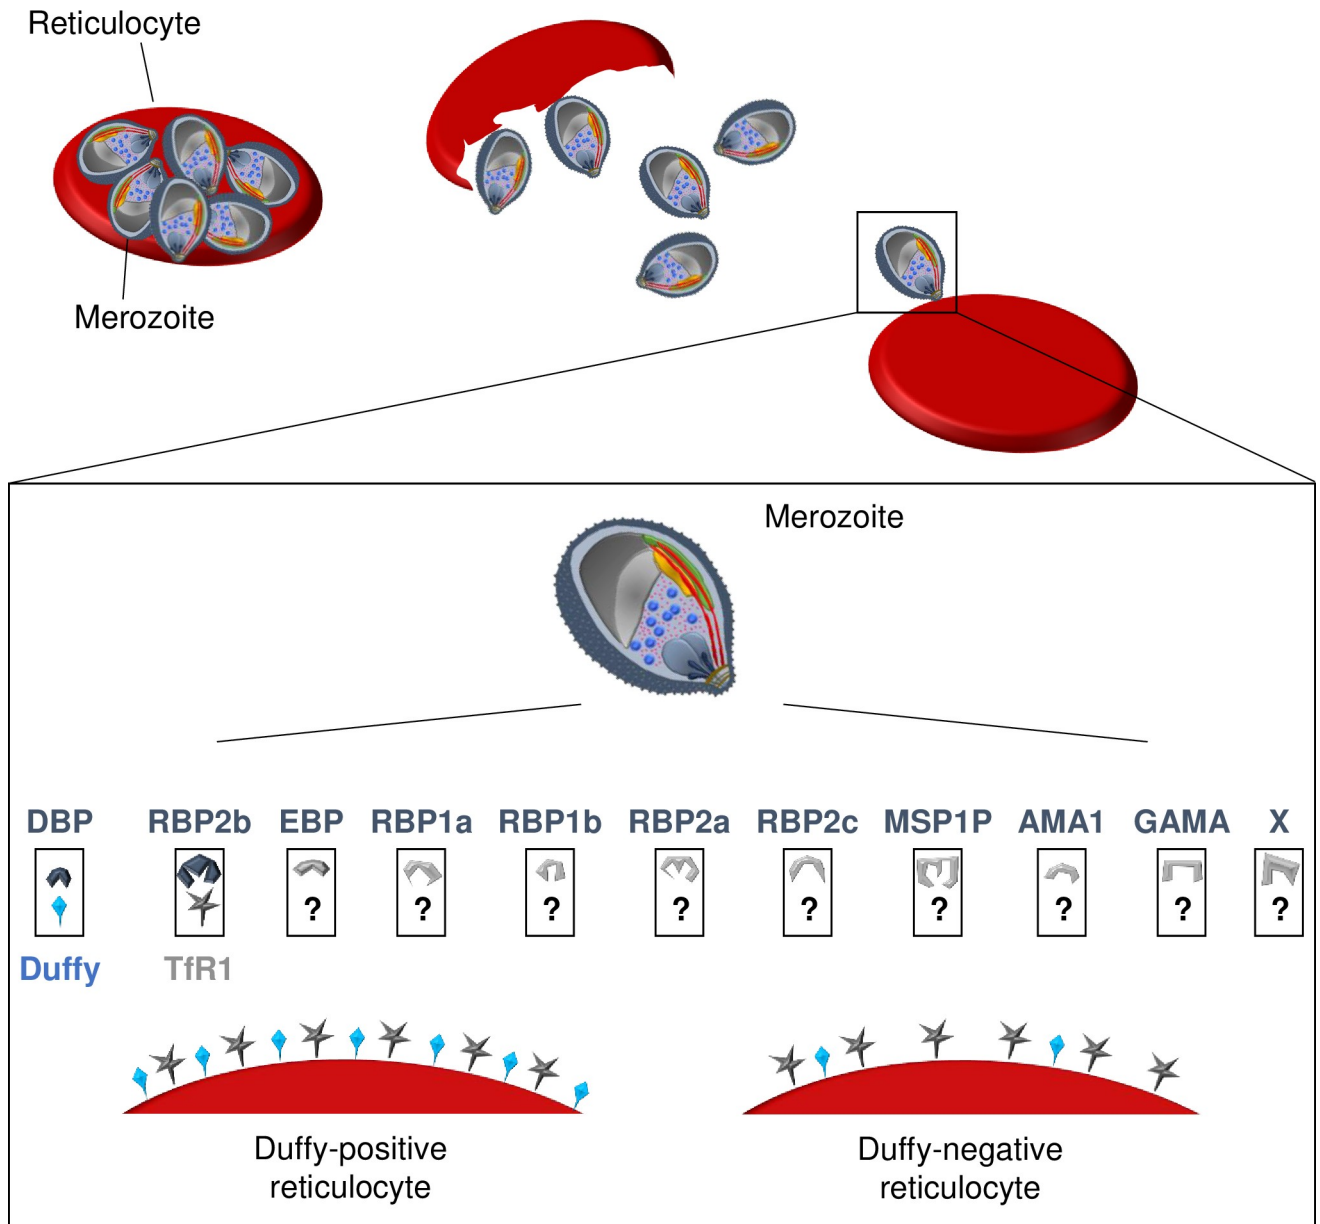 Reticulocyte
Merozoite
Merozoite
DBP RBP2b EBP RBP1a RBP1b RBP2a RBP2c MSP1P AMA1 GAMA X
? ? ? ? ? ? ? ? ?
Duffy TfR1
Duffy-positive
reticulocyte
Duffy-negative
reticulocyte